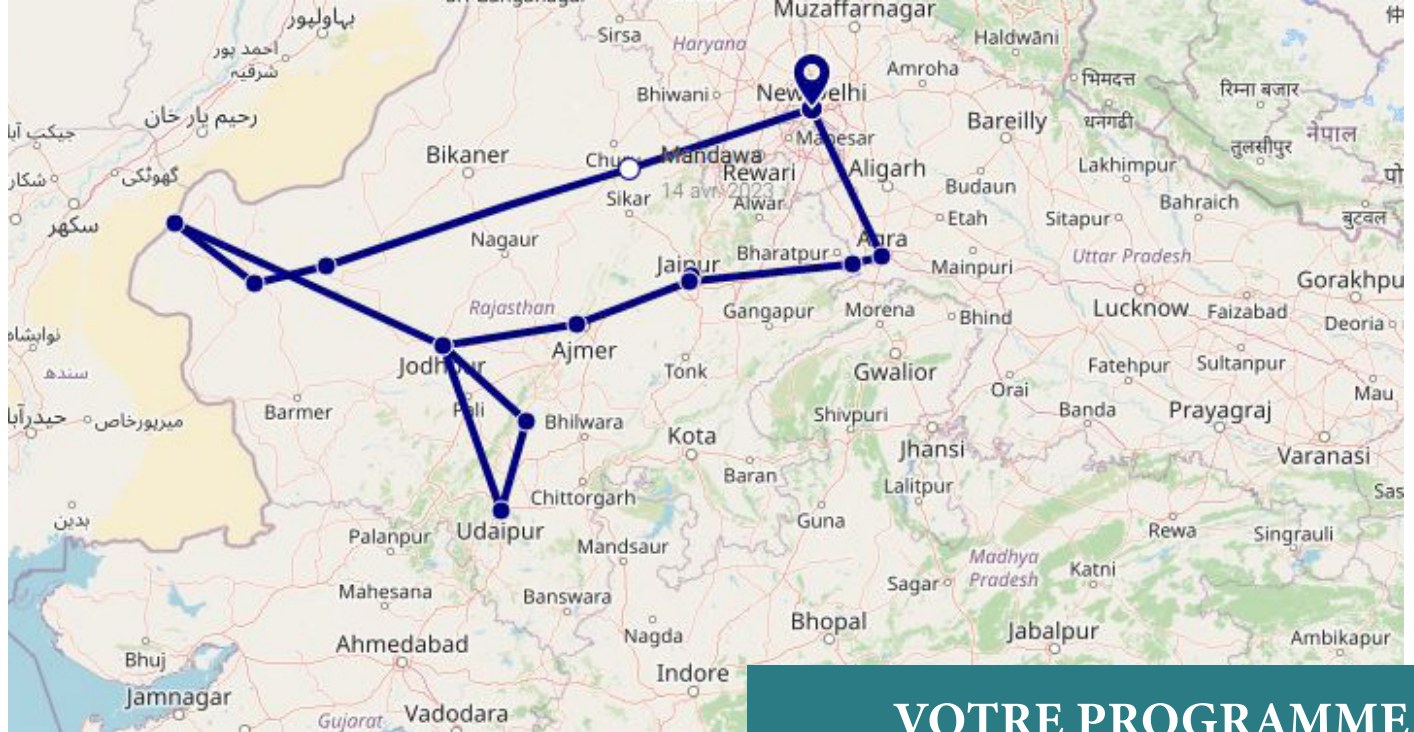 Muzaffarnagar
بہاولپور
Sirsa
Haryana
Haldwāni
احمد پور
شرقیہ
Amroha
भिमदत्त
रिम्ना बजार
Bhiwani
New Delhi
رحیم یار خان
Bareilly
धनगढी
नेपाल
Manesar
Bikaner
Churu
Mandawa
Rewari
Aligarh
Lakhimpur
तुलसीपुर
گھوٹکی
شکار
14 avr. 2023
Budaun
Sikar
Alwar
Bahraich
बुटवल
سکھر
Etah
Sitapur
Nagaur
Agra
Bharatpur
Jaipur
Mainpuri
Uttar Pradesh
Gorakhpu
Rajasthan
Gangapur
Morena
Bhind
Lucknow
Faizabad
Deoria
نوابشاہ
Ajmer
Jodhpur
Tonk
Gwalior
Fatehpur
Sultanpur
سندھ
Orai
Mau
Barmer
Pali
Bhilwara
Shivpuri
Banda
Prayagraj
میرپورخاص
Kota
Jhansi
Varanasi
Baran
Chittorgarh
Lalitpur
Sas
بدین
Palanpur
Udaipur
Guna
Rewa
Singrauli
Mandsaur
Madhya
Pradesh
Katni
Sagar
Mahesana
Banswara
Bhopal
Jabalpur
Nagda
Ambikapur
Ahmedabad
Bhuj
Indore
Jamnagar
Gujarat
Vadodara
VOTRE PROGRAMME